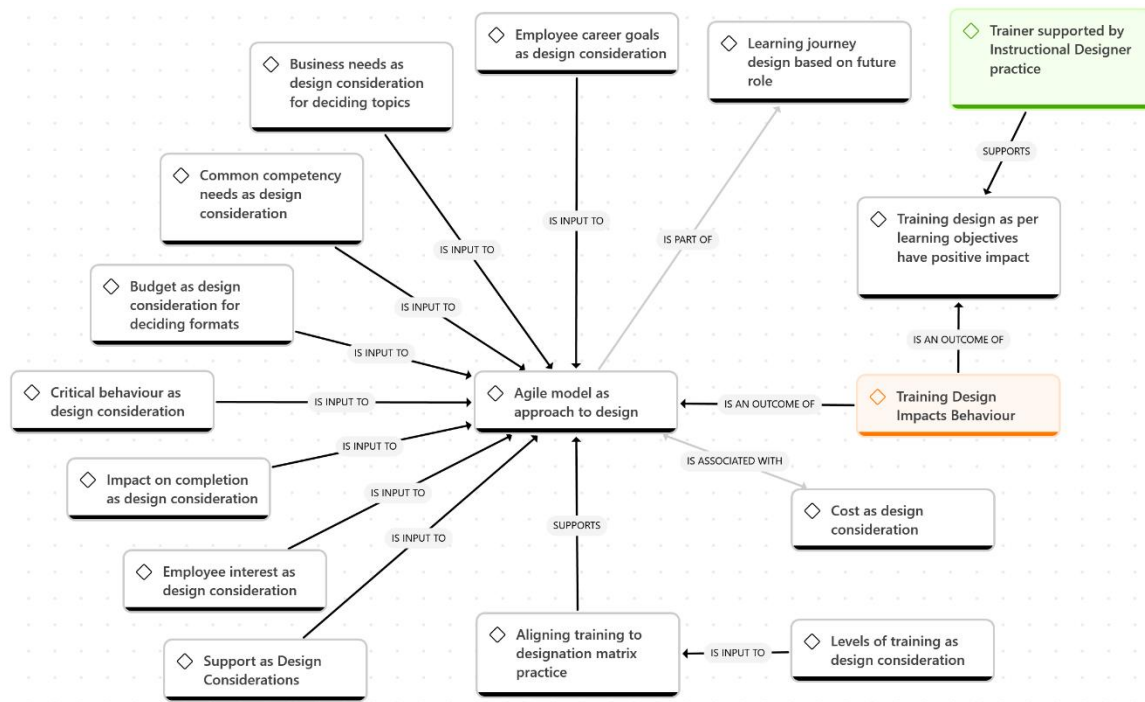 Employee career goals
as design consideration
Learning journey
design based on future
role
Trainer supported by
Instructional Designer
practice
Business needs as
design consideration
for deciding topics
SUPPORTS
Common competency
needs as design
consideration
IS INPUT TO
IS INPUT TO
IS PART OF
Training design as per
learning objectives
have positive impact
Budget as design
consideration for
deciding formats
IS INPUT TO
IS INPUT TO
IS AN OUTCOME OF
Critical behaviour as
design consideration
IS INPUT TO
Agile model as
approach to design
IS AN OUTCOME OF
Training Design
Impacts Behaviour
IS INPUT TO
IS ASSOCIATED WITH
Impact on completion
as design consideration
IS INPUT TO
Cost as design
consideration
SUPPORTS
IS INPUT TO
Employee interest as
design consideration
Support as Design
Considerations
Aligning training to
designation matrix
practice
IS INPUT TO
Levels of training as
design consideration